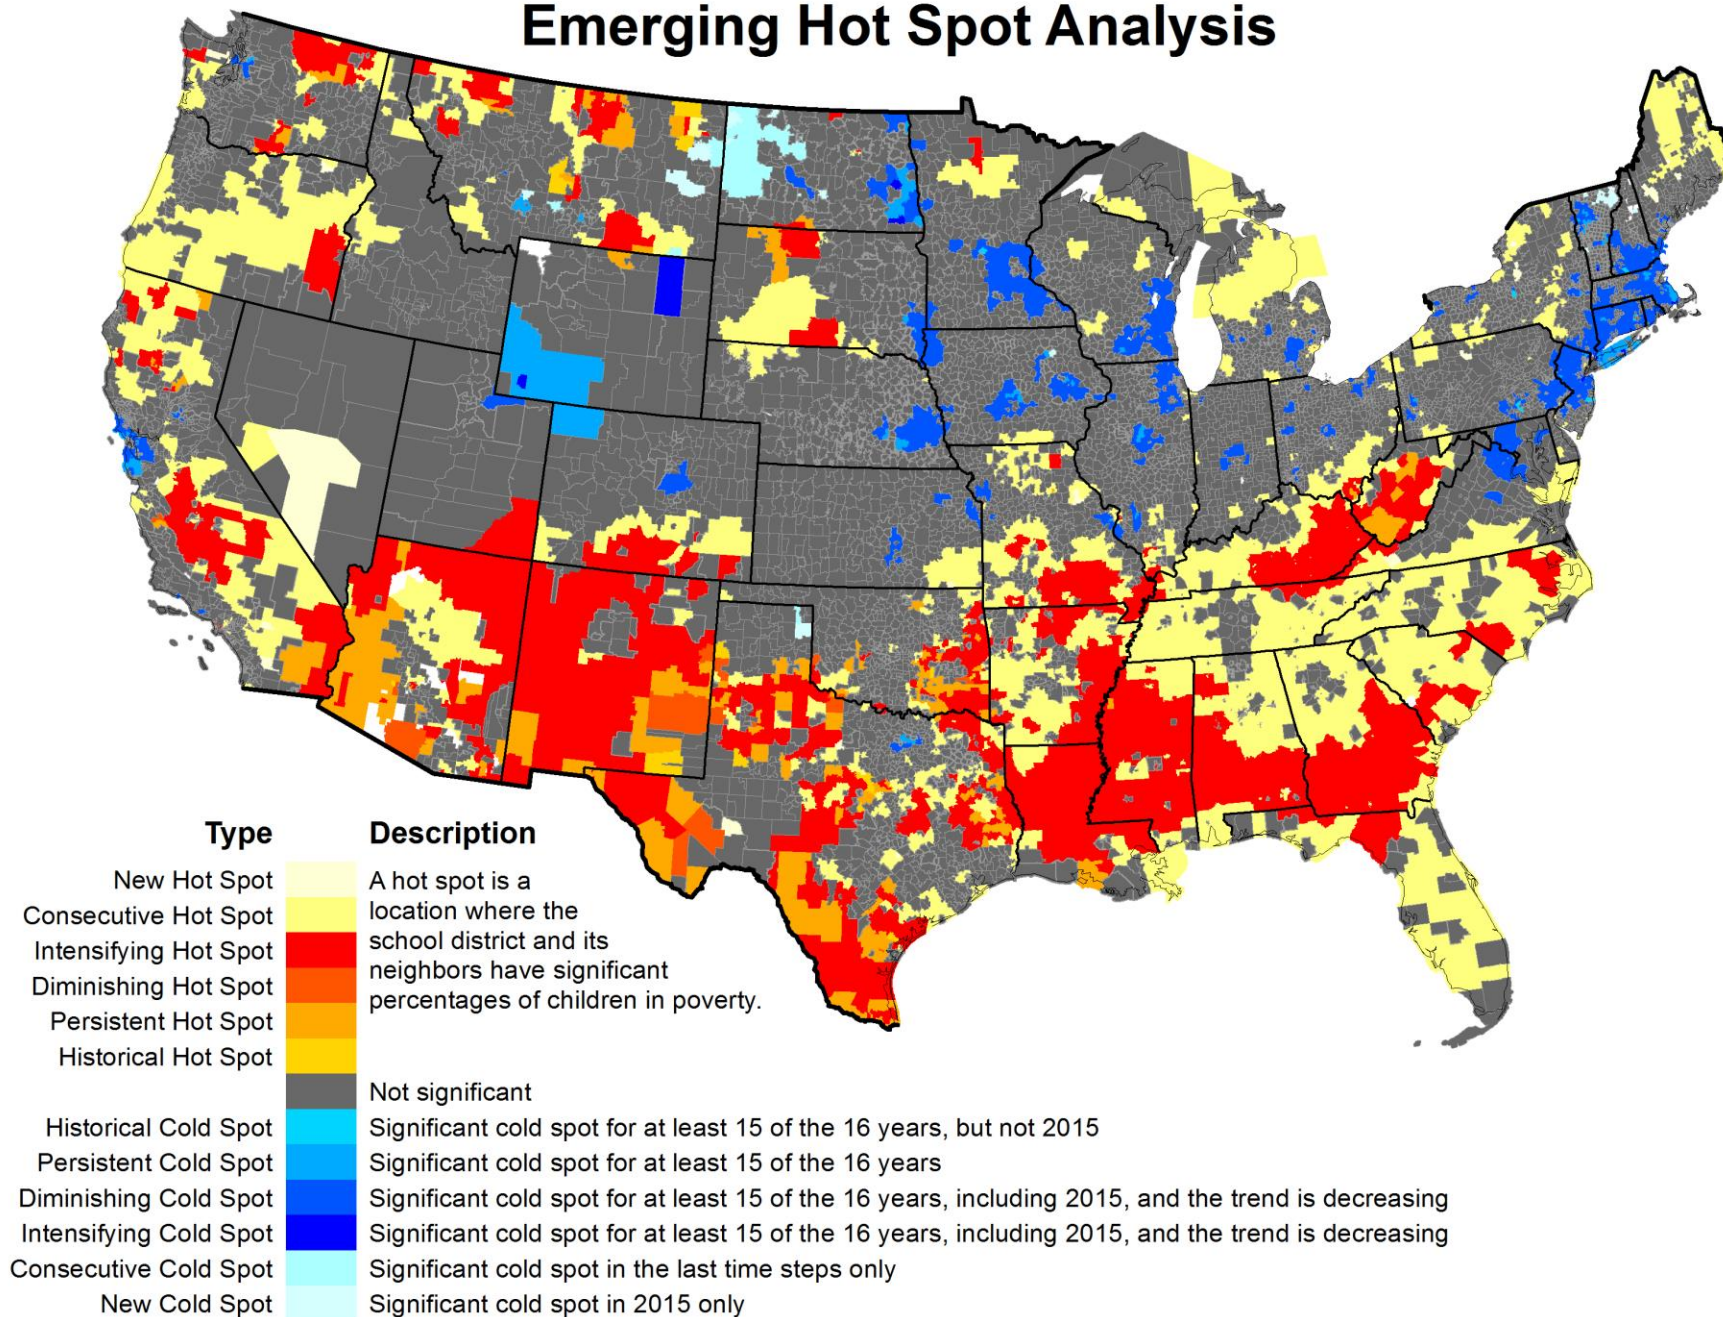 Emerging Hot Spot Analysis
Type
Description
New Hot Spot
A hot spot is a
Consecutive Hot Spot
location where the
Intensifying Hot Spot
school district and its
Diminishing Hot Spot
neighbors have significant
percentages of children in poverty.
Persistent Hot Spot
Historical Hot Spot
Not significant
Historical Cold Spot
Significant cold spot for at least 15 of the 16 years, but not 2015
Persistent Cold Spot
Significant cold spot for at least 15 of the 16 years
Diminishing Cold Spot
Significant cold spot for at least 15 of the 16 years, including 2015, and the trend is decreasing
Intensifying Cold Spot
Significant cold spot for at least 15 of the 16 years, including 2015, and the trend is decreasing
Consecutive Cold Spot
Significant cold spot in the last time steps only
New Cold Spot
Significant cold spot in 2015 only